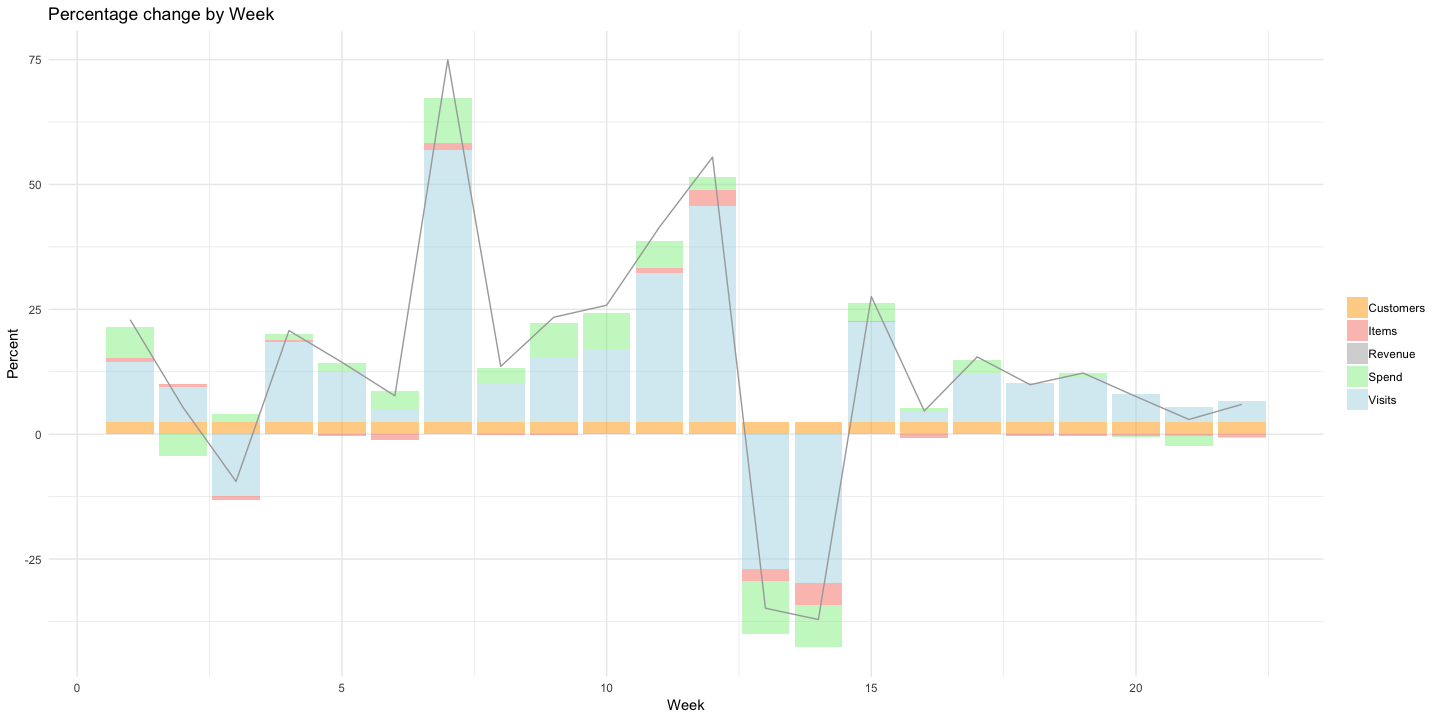 Percentage change by Week
Percent
75
50
25
0
-25
0 5 10 15 20
Week
Customers
Items
Revenue
Spend
Visits